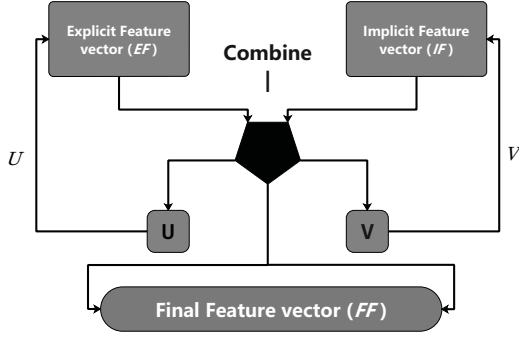 Explicit Feature
vector (EF)
Implicit Feature
vector (IF)
Combine
U
V
U
V
Final Feature vector (FF)